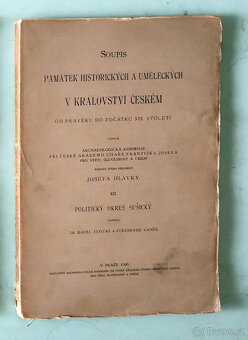 SOUPIS
PAMÁTEK HISTORICKÝCH A UMĚLECKÝCH
V KRÁLOVSTVÍ ČESKÉM
OD PRAVĚKU DO POČÁTKU XIX. STOLETÍ
ARCHAEOLOGICKÁ KOMMISSE
PŘI ČESKÉ AKADEMII CÍSAŘE FRANTIŠKA JOSEFA
PRO VĚDY, SLOVESNOST A UMĚNÍ
JOSEFA HLÁVKY.
XII.
POLITICKÝ OKRES SUŠICKÝ
DR. KAREL HOSTAŠ A FERDINAND VANĚK.
V PRAZE 1900.